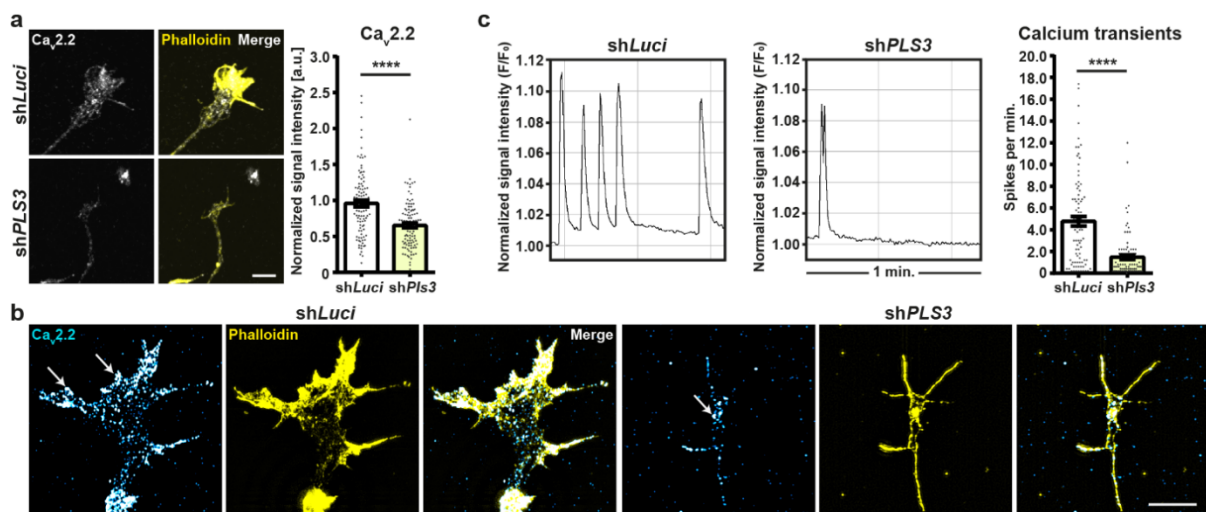 a
Ca_v2.2
Phalloidin Merge
shLuci
shPLS3
Ca_v2.2
Normalized signal intensity [a.u.]
****
3.0
2.5
2.0
1.5
1.0
0.5
0
shLuci shPls3
c
shLuci
Normalized signal intensity (F/F₀)
1.12
1.10
1.08
1.06
1.04
1.02
1.00
shPLS3
Normalized signal intensity (F/F₀)
1.12
1.10
1.08
1.06
1.04
1.02
1.00
1 min.
Calcium transients
Spikes per min.
****
20.0
18.0
16.0
14.0
12.0
10.0
8.0
6.0
4.0
2.0
0
shLuci shPls3
b
shLuci
shPLS3
Ca_v2.2
Phalloidin
Merge